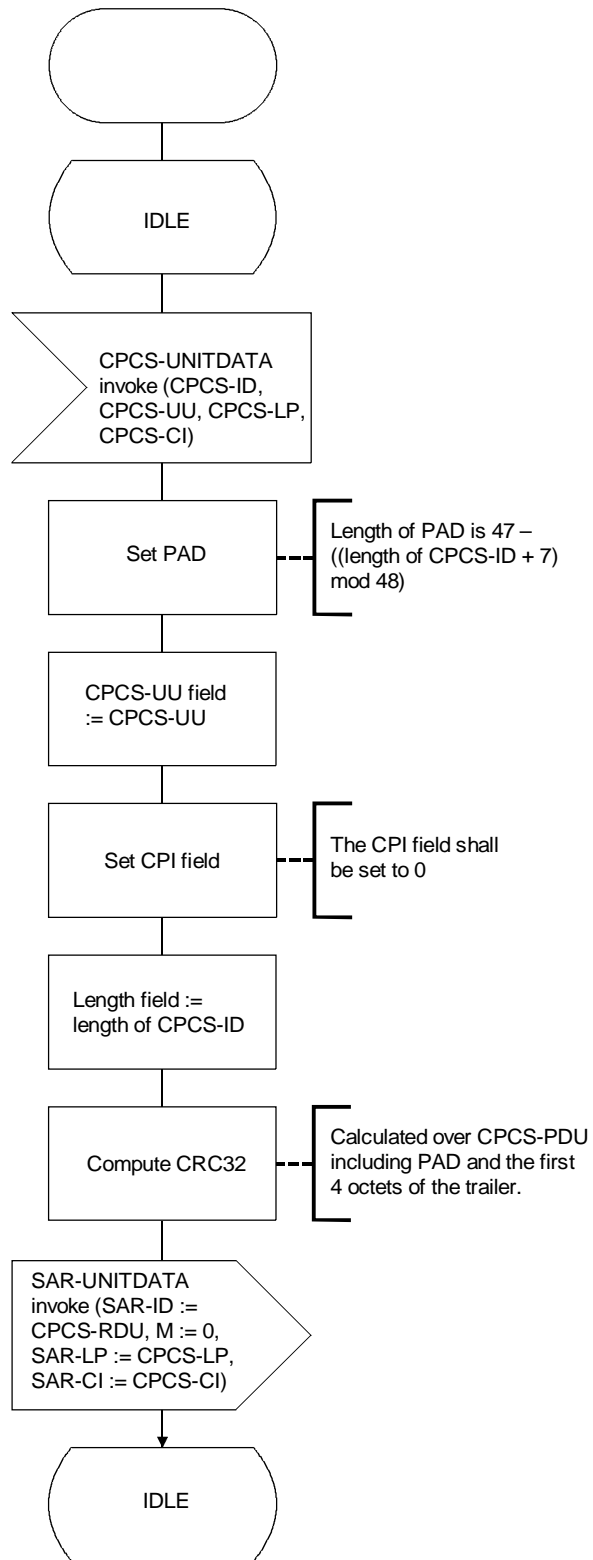 IDLE
CPCS-UNITDATA
invoke (CPCS-ID,
CPCS-UU, CPCS-LP,
CPCS-CI)
Set PAD
Length of PAD is 47 –
((length of CPCS-ID + 7)
mod 48)
CPCS-UU field
:= CPCS-UU
Set CPI field
The CPI field shall
be set to 0
Length field :=
length of CPCS-ID
Compute CRC32
Calculated over CPCS-PDU
including PAD and the first
4 octets of the trailer.
SAR-UNITDATA
invoke (SAR-ID :=
CPCS-RDU, M := 0,
SAR-LP := CPCS-LP,
SAR-CI := CPCS-CI)
IDLE